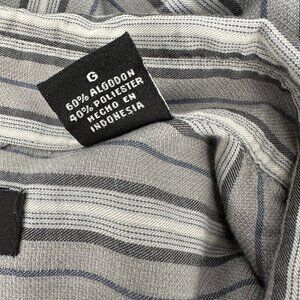 G
60% ALGODON
40% POLIESTER
HECHO EN
INDONESIA